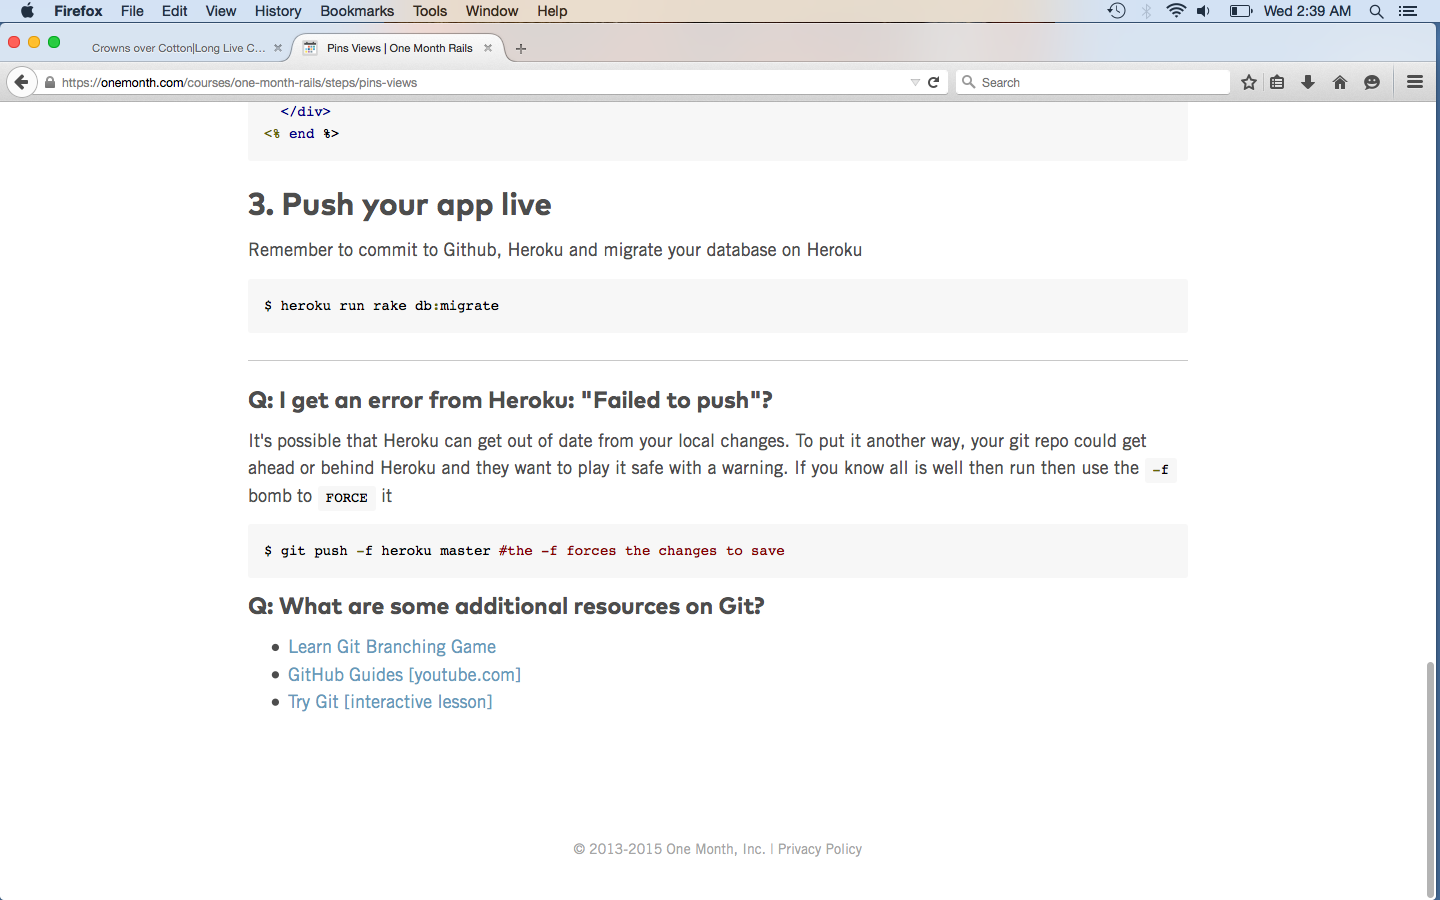 Firefox File Edit View History Bookmarks Tools Window Help Wed 2:39 AM
Crowns over Cotton|Long Live C... Pins Views | One Month Rails
https://onemonth.com/courses/one-month-rails/steps/pins-views Search
</div>
<% end %>
3. Push your app live
Remember to commit to Github, Heroku and migrate your database on Heroku
$ heroku run rake db:migrate
Q: I get an error from Heroku: "Failed to push"?
It's possible that Heroku can get out of date from your local changes. To put it another way, your git repo could get
ahead or behind Heroku and they want to play it safe with a warning. If you know all is well then run then use the -f
bomb to FORCE it
$ git push -f heroku master #the -f forces the changes to save
Q: What are some additional resources on Git?
• Learn Git Branching Game
• GitHub Guides [youtube.com]
• Try Git [interactive lesson]
© 2013-2015 One Month, Inc. | Privacy Policy